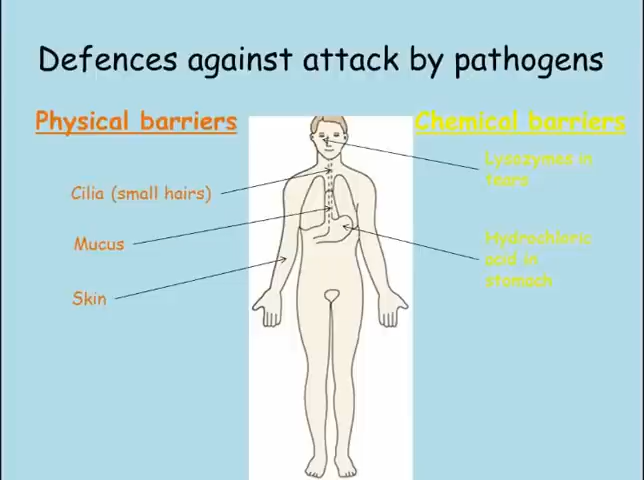 Defences against attack by pathogens
Physical barriers
Chemical barriers
Cilia (small hairs)
Mucus
Skin
Lysozymes in
tears
Hydrochloric
acid in
stomach